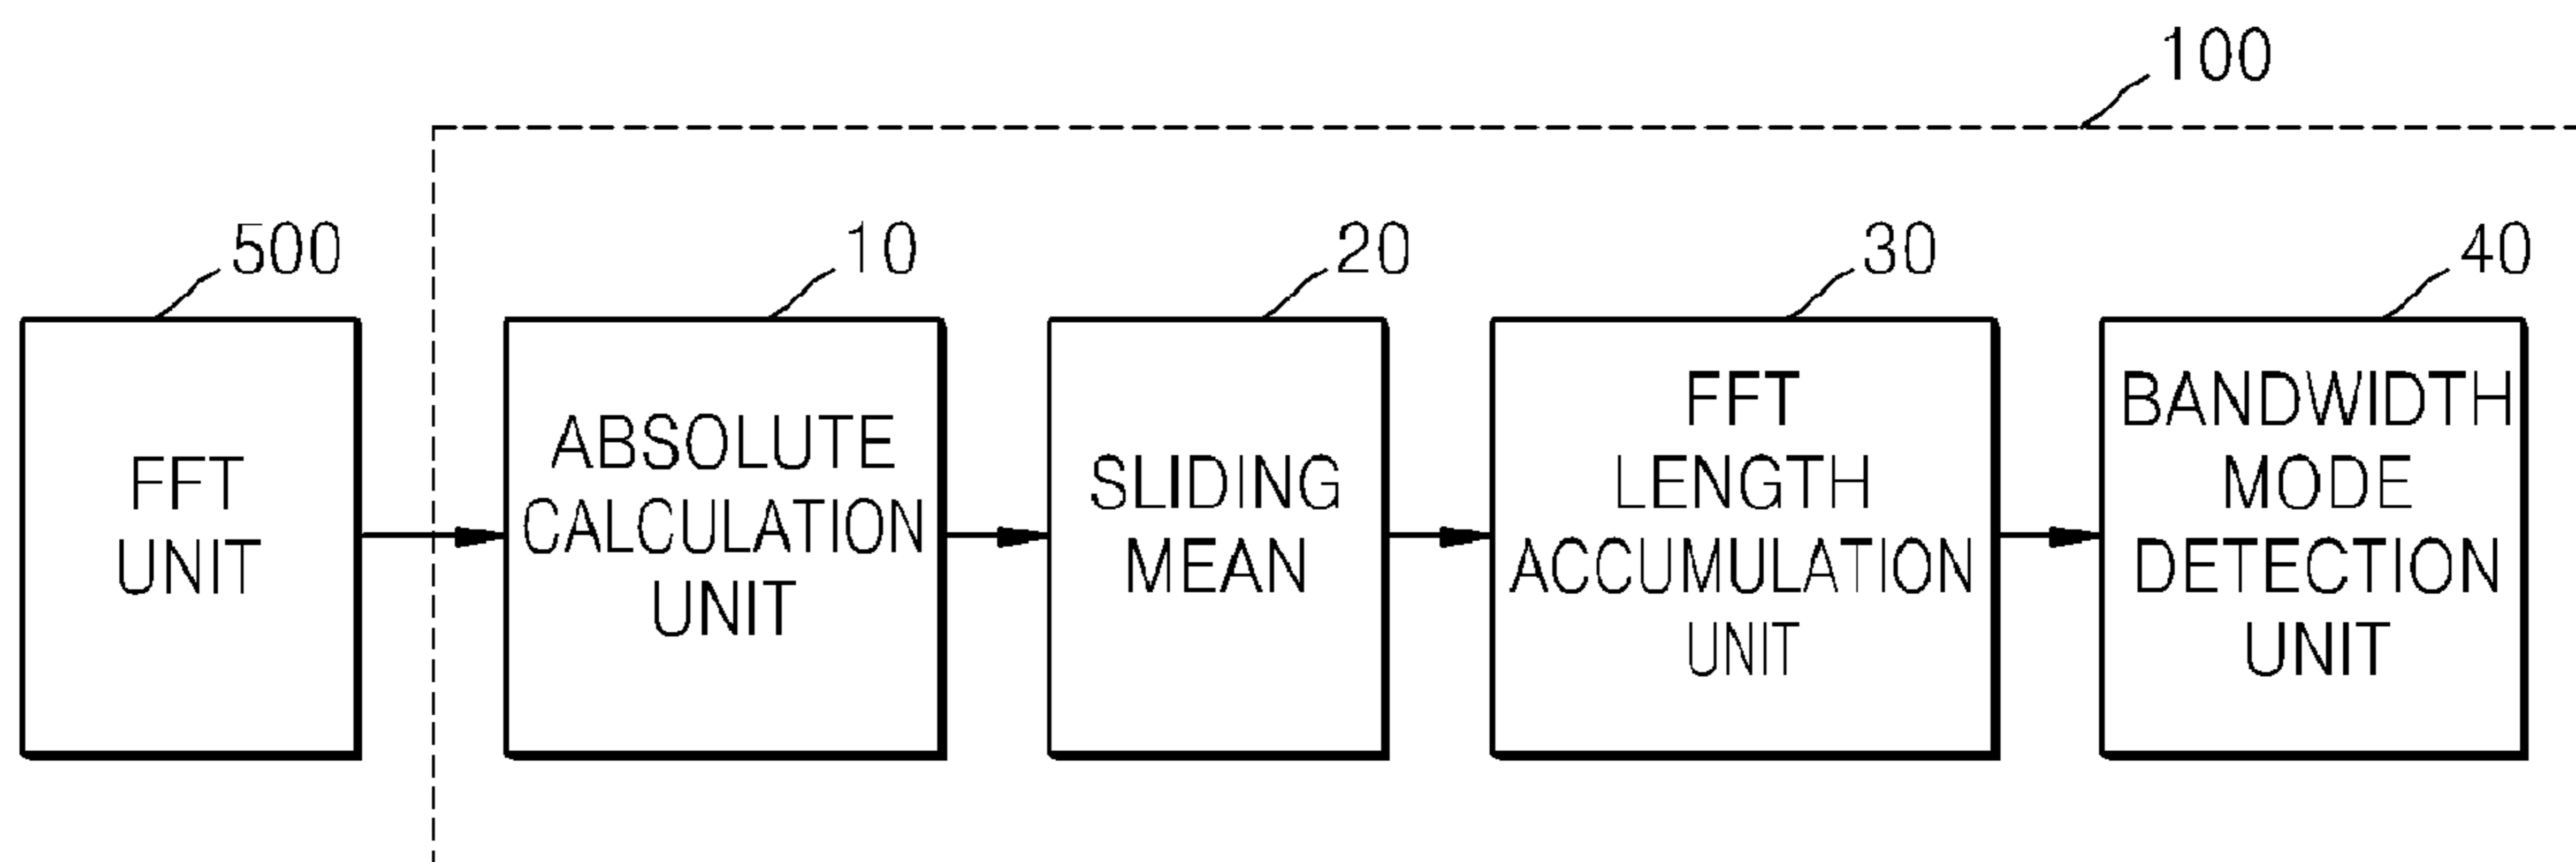 100
500
10
20
30
40
FFT
UNIT
ABSOLUTE
CALCULATION
UNIT
SLIDING
MEAN
FFT
LENGTH
ACCUMULATION
UNIT
BANDWIDTH
MODE
DETECTION
UNIT